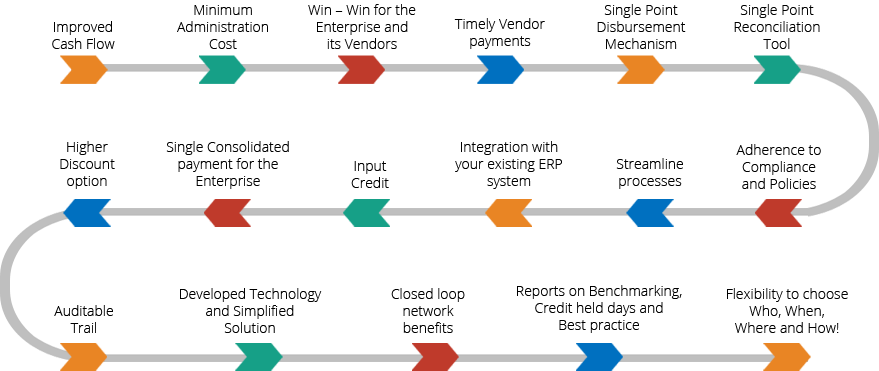 Improved
Cash Flow
Minimum
Administration
Cost
Win – Win for the
Enterprise and
its Vendors
Timely Vendor
payments
Single Point
Disbursement
Mechanism
Single Point
Reconciliation
Tool
Higher
Discount
option
Single Consolidated
payment for the
Enterprise
Input
Credit
Integration with
your existing ERP
system
Streamline
processes
Adherence to
Compliance
and Policies
Auditable
Trail
Developed Technology
and Simplified
Solution
Closed loop
network
benefits
Reports on Benchmarking,
Credit held days and
Best practice
Flexibility to choose
Who, When,
Where and How!